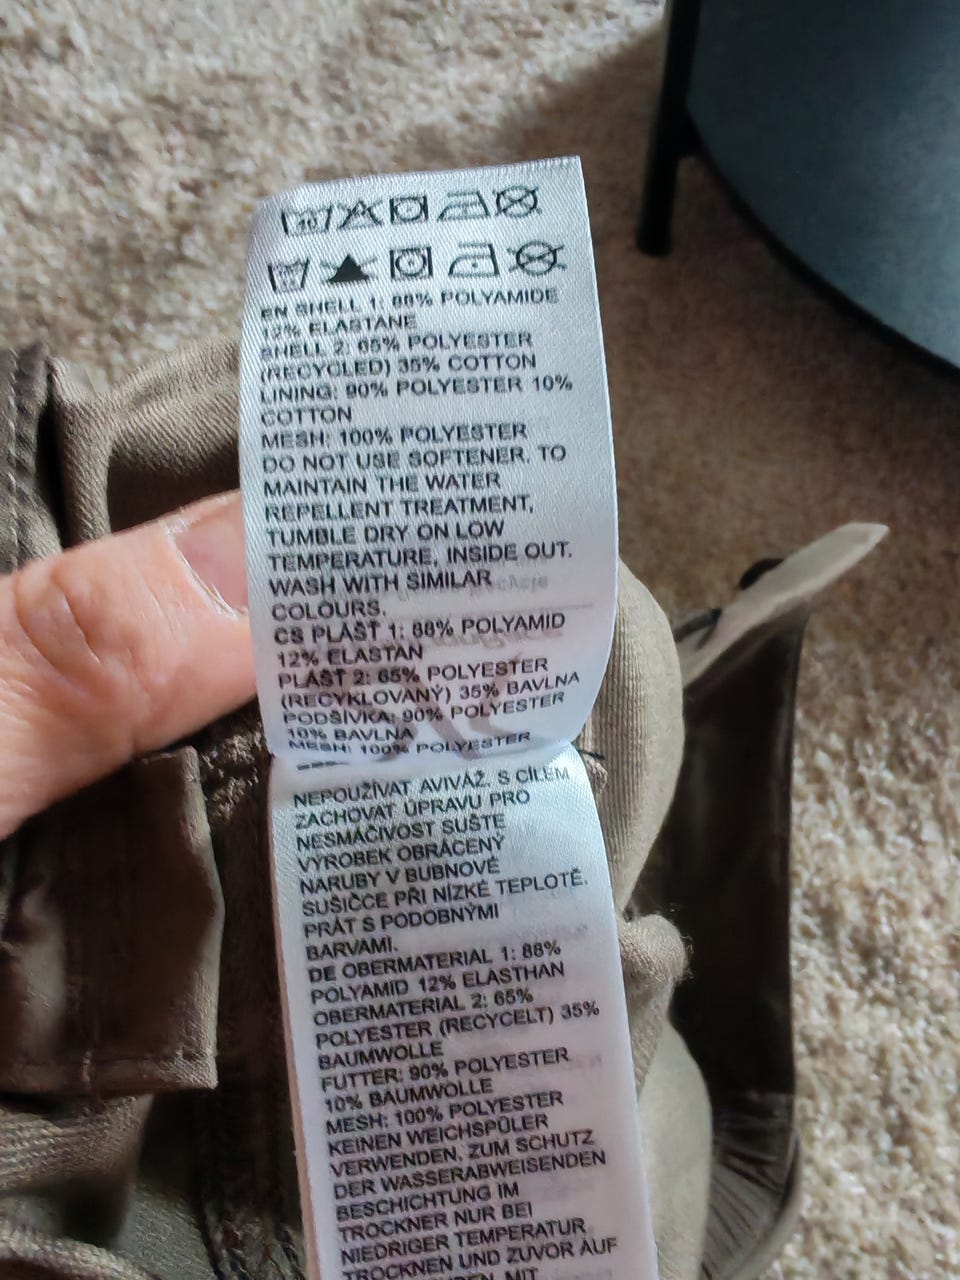 40
EN SHELL 1: 88% POLYAMIDE
12% ELASTANE
SHELL 2: 65% POLYESTER
(RECYCLED) 35% COTTON
LINING: 90% POLYESTER 10%
COTTON
MESH: 100% POLYESTER
DO NOT USE SOFTENER. TO
MAINTAIN THE WATER
REPELLENT TREATMENT,
TUMBLE DRY ON LOW
TEMPERATURE, INSIDE OUT.
WASH WITH SIMILAR
COLOURS.
CS PLÁŠŤ 1: 88% POLYAMID
12% ELASTAN
PLÁŠŤ 2: 65% POLYESTER
(RECYKLOVANÝ) 35% BAVLNA
PODŠÍVKA: 90% POLYESTER
10% BAVLNA
MESH: 100% POLYESTER
NEPOUŽÍVAT AVIVÁŽ. S CÍLEM
ZACHOVAT ÚPRAVU PRO
NESMÁČIVOST SUŠTE
VÝROBEK OBRÁCENÝ
NARUBY V BUBNOVÉ
SUŠIČCE PŘI NÍZKÉ TEPLOTĚ.
PRÁT S PODOBNÝMI
BARVAMI.
DE OBERMATERIAL 1: 88%
POLYAMID 12% ELASTHAN
OBERMATERIAL 2: 65%
POLYESTER (RECYCELT) 35%
BAUMWOLLE
FUTTER: 90% POLYESTER
10% BAUMWOLLE
MESH: 100% POLYESTER
KEINEN WEICHSPÜLER
VERWENDEN. ZUM SCHUTZ
DER WASSERABWEISENDEN
BESCHICHTUNG IM
TROCKNER NUR BEI
NIEDRIGER TEMPERATUR
TROCKNEN UND ZUVOR AUF
MIT